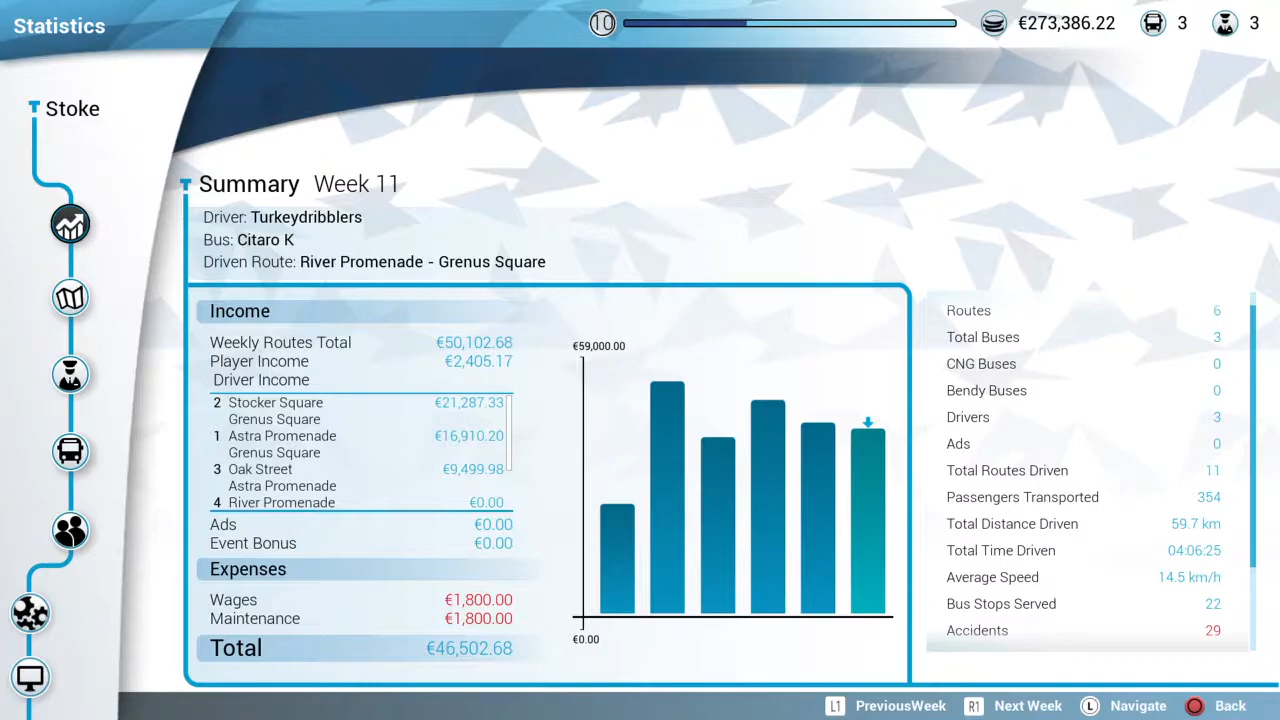 Statistics
10
€273,386.22
3
3
Stoke
Summary Week 11
Driver: Turkeydribblers
Bus: Citaro K
Driven Route: River Promenade - Grenus Square
Income
Weekly Routes Total €50,102.68
Player Income €2,405.17
Driver Income
2 Stocker Square €21,287.33
Grenus Square
1 Astra Promenade €16,910.20
Grenus Square
3 Oak Street €9,499.98
Astra Promenade
4 River Promenade €0.00
Ads €0.00
Event Bonus €0.00
Expenses
Wages €1,800.00
Maintenance €1,800.00
Total €46,502.68
€59,000.00
€0.00
Routes 6
Total Buses 3
CNG Buses 0
Bendy Buses 0
Drivers 3
Ads 0
Total Routes Driven 11
Passengers Transported 354
Total Distance Driven 59.7 km
Total Time Driven 04:06:25
Average Speed 14.5 km/h
Bus Stops Served 22
Accidents 29
L1 PreviousWeek R1 Next Week L Navigate Back